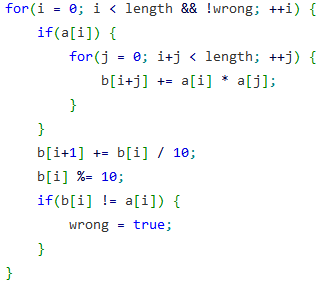 for(i = 0; i < length && !wrong; ++i) {
    if(a[i]) {
        for(j = 0; i+j < length; ++j) {
            b[i+j] += a[i] * a[j];
        }
    }
    b[i+1] += b[i] / 10;
    b[i] %= 10;
    if(b[i] != a[i]) {
        wrong = true;
    }
}